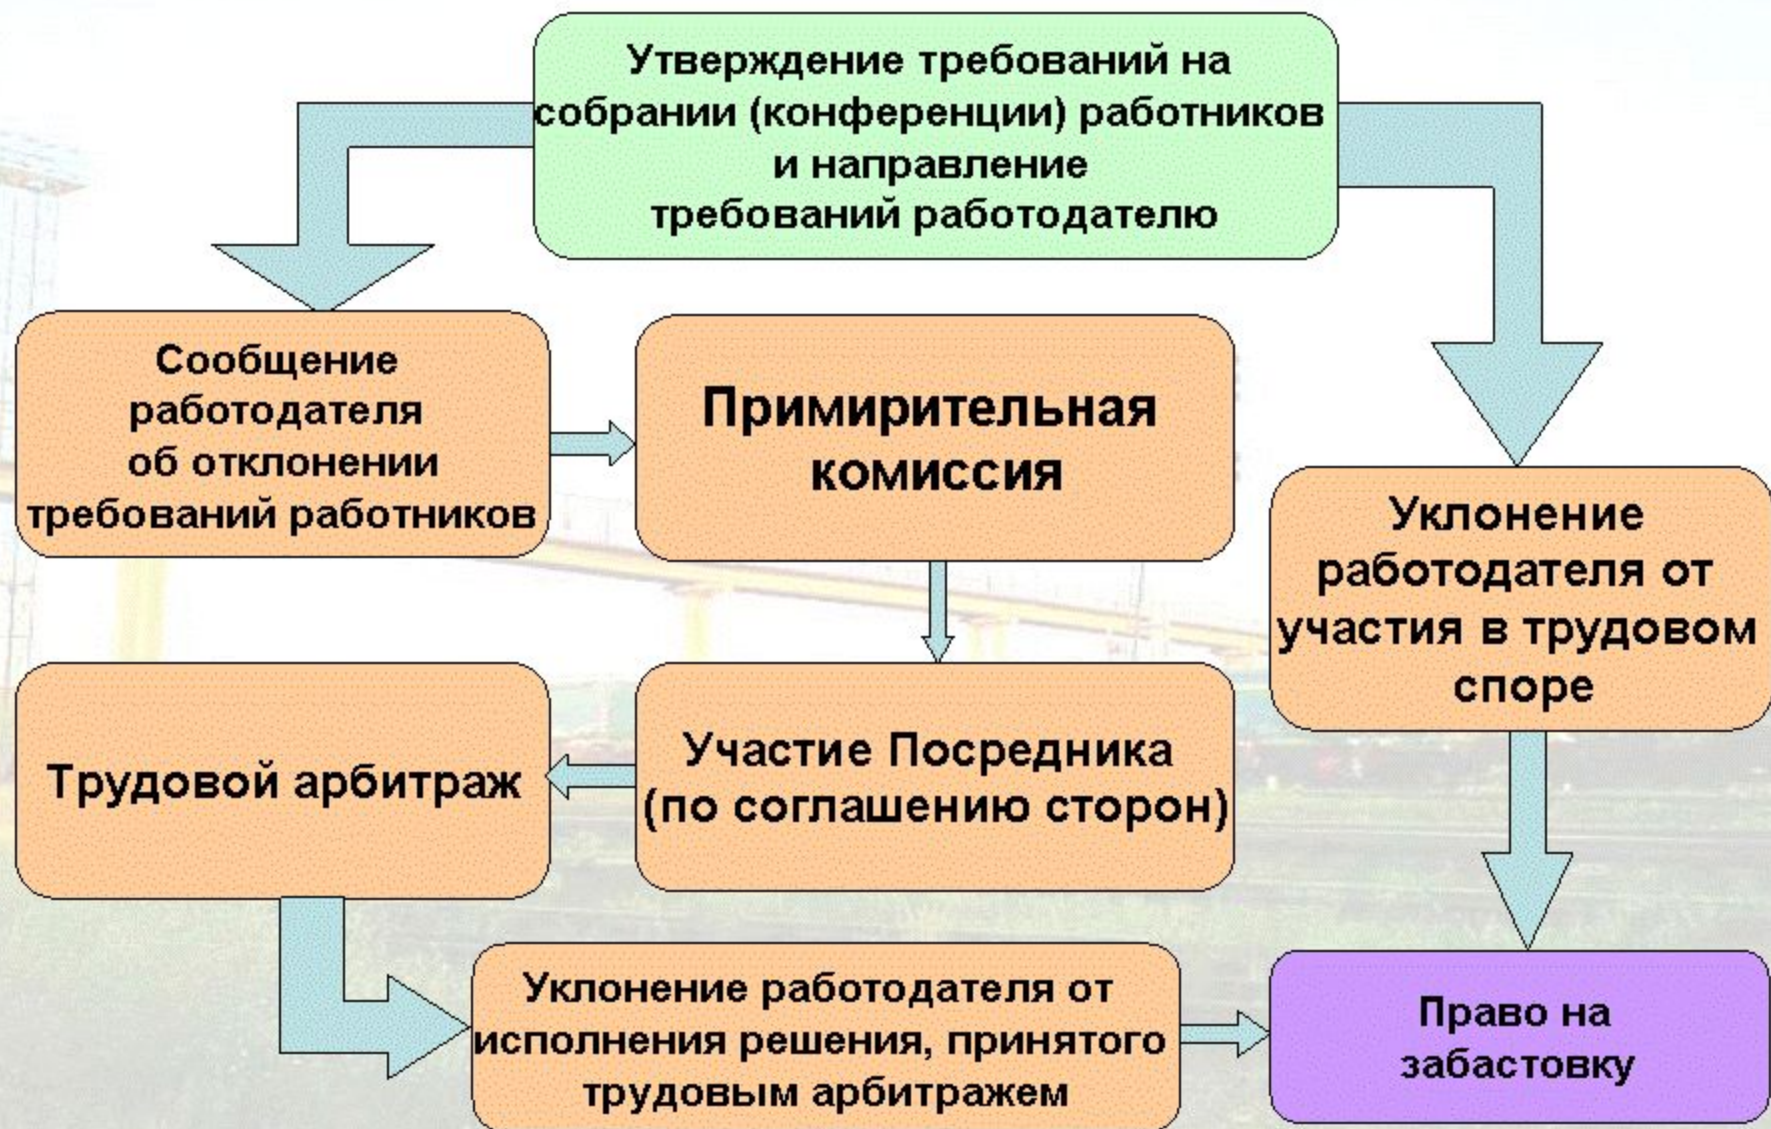 Утверждение требований на
собрании (конференции) работников
и направление
требований работодателю
Сообщение
работодателя
об отклонении
требований работников
Примирительная
комиссия
Уклонение
работодателя от
участия в трудовом
споре
Трудовой арбитраж
Участие Посредника
(по соглашению сторон)
Уклонение работодателя от
исполнения решения, принятого
трудовым арбитражем
Право на
забастовку